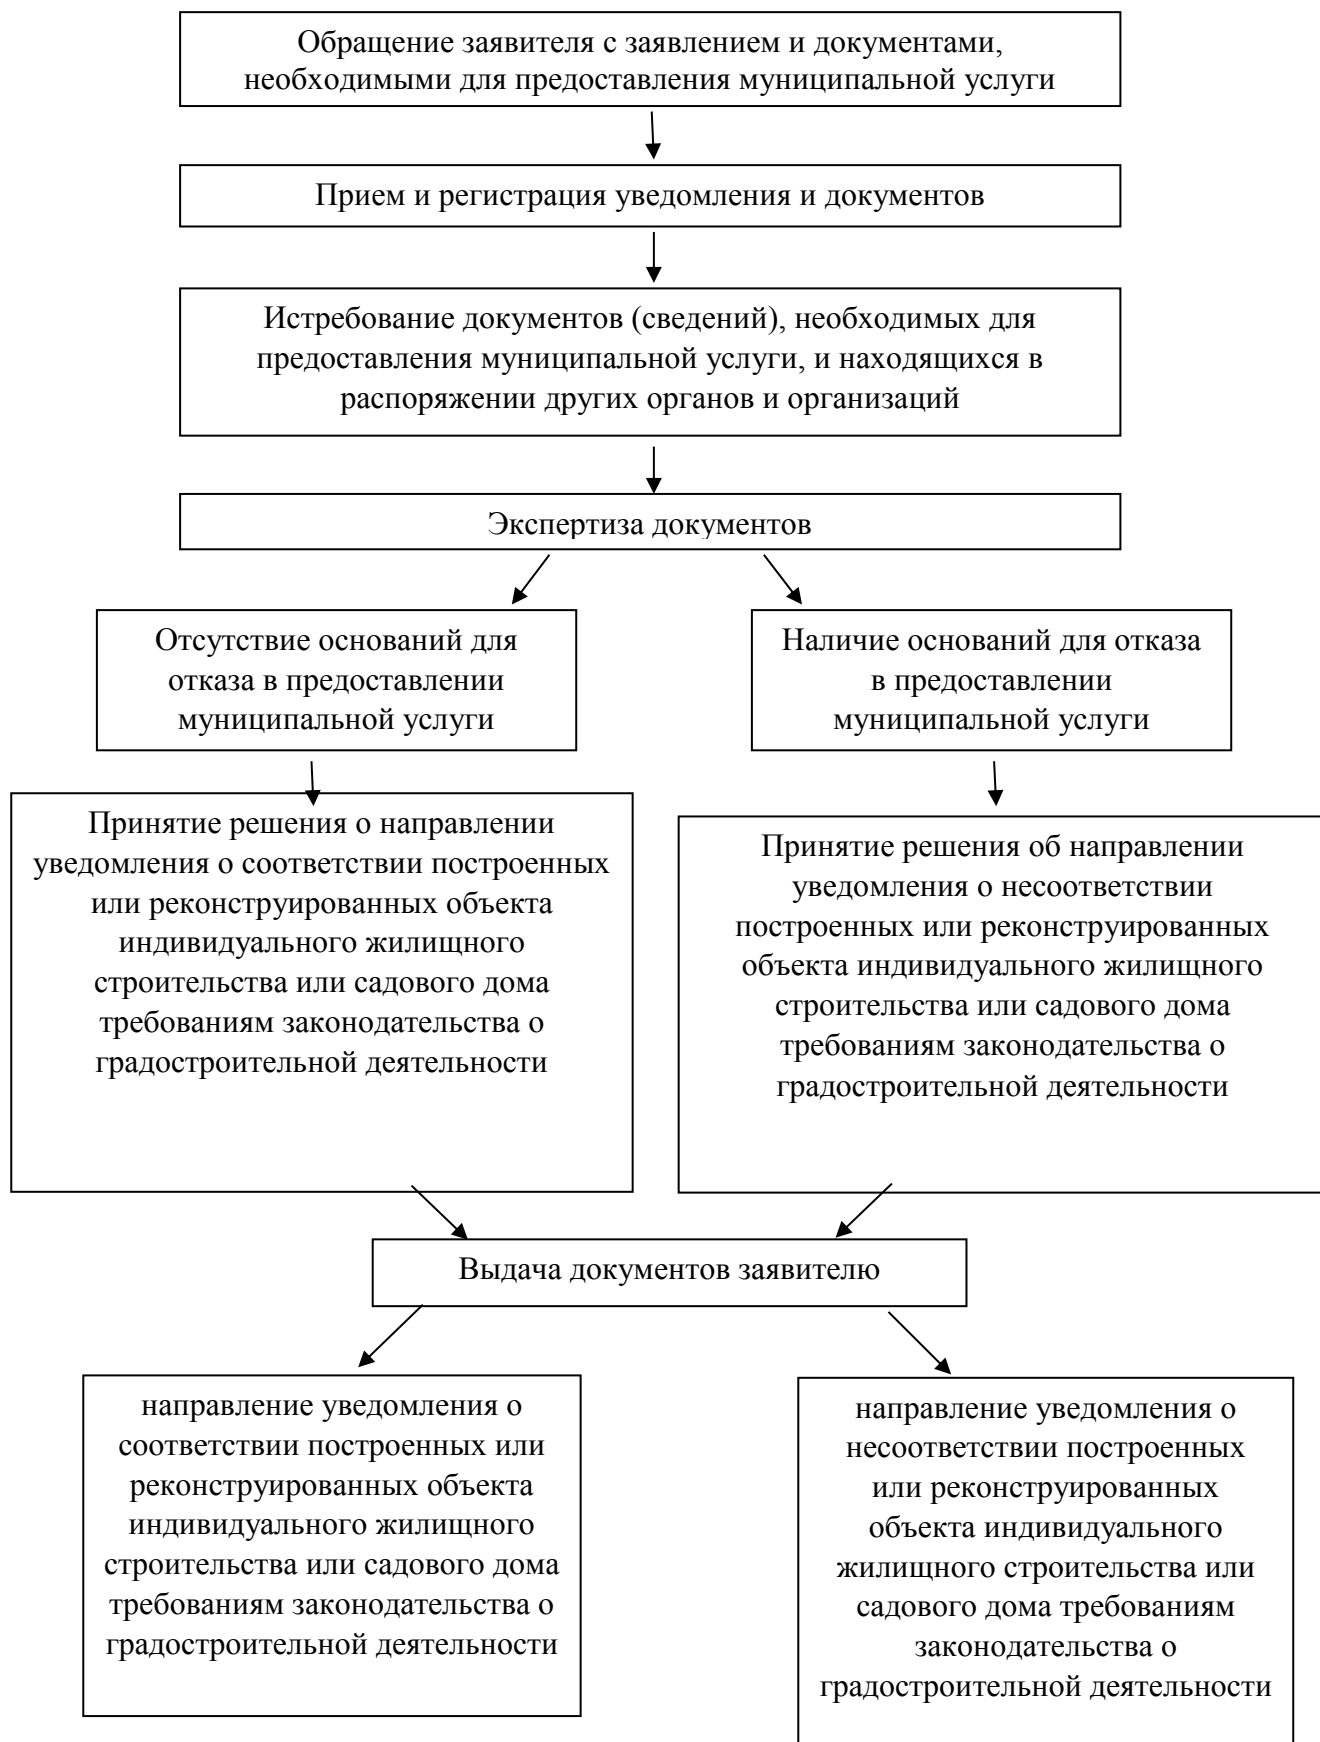 Обращение заявителя с заявлением и документами,
необходимыми для предоставления муниципальной услуги
Прием и регистрация уведомления и документов
Истребование документов (сведений), необходимых для
предоставления муниципальной услуги, и находящихся в
распоряжении других органов и организаций
Экспертиза документов
Отсутствие оснований для
отказа в предоставлении
муниципальной услуги
Наличие оснований для отказа
в предоставлении
муниципальной услуги
Принятие решения о направлении
уведомления о соответствии построенных
или реконструированных объекта
индивидуального жилищного
строительства или садового дома
требованиям законодательства о
градостроительной деятельности
Принятие решения об направлении
уведомления о несоответствии
построенных или реконструированных
объекта индивидуального жилищного
строительства или садового дома
требованиям законодательства о
градостроительной деятельности
Выдача документов заявителю
направление уведомления о
соответствии построенных или
реконструированных объекта
индивидуального жилищного
строительства или садового дома
требованиям законодательства о
градостроительной деятельности
направление уведомления о
несоответствии построенных
или реконструированных
объекта индивидуального
жилищного строительства или
садового дома требованиям
законодательства о
градостроительной деятельности